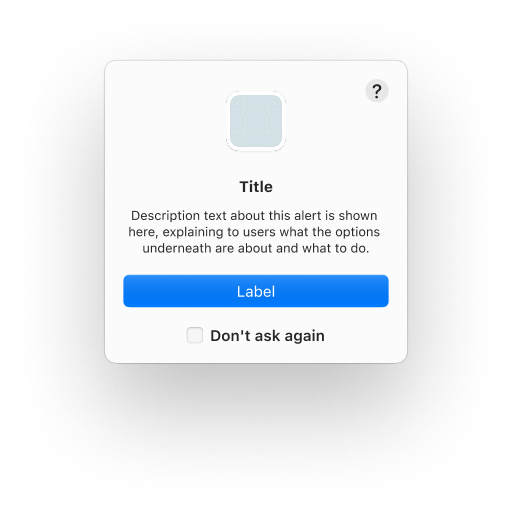 ?
Title
Description text about this alert is shown
here, explaining to users what the options
underneath are about and what to do.
Label
Don't ask again